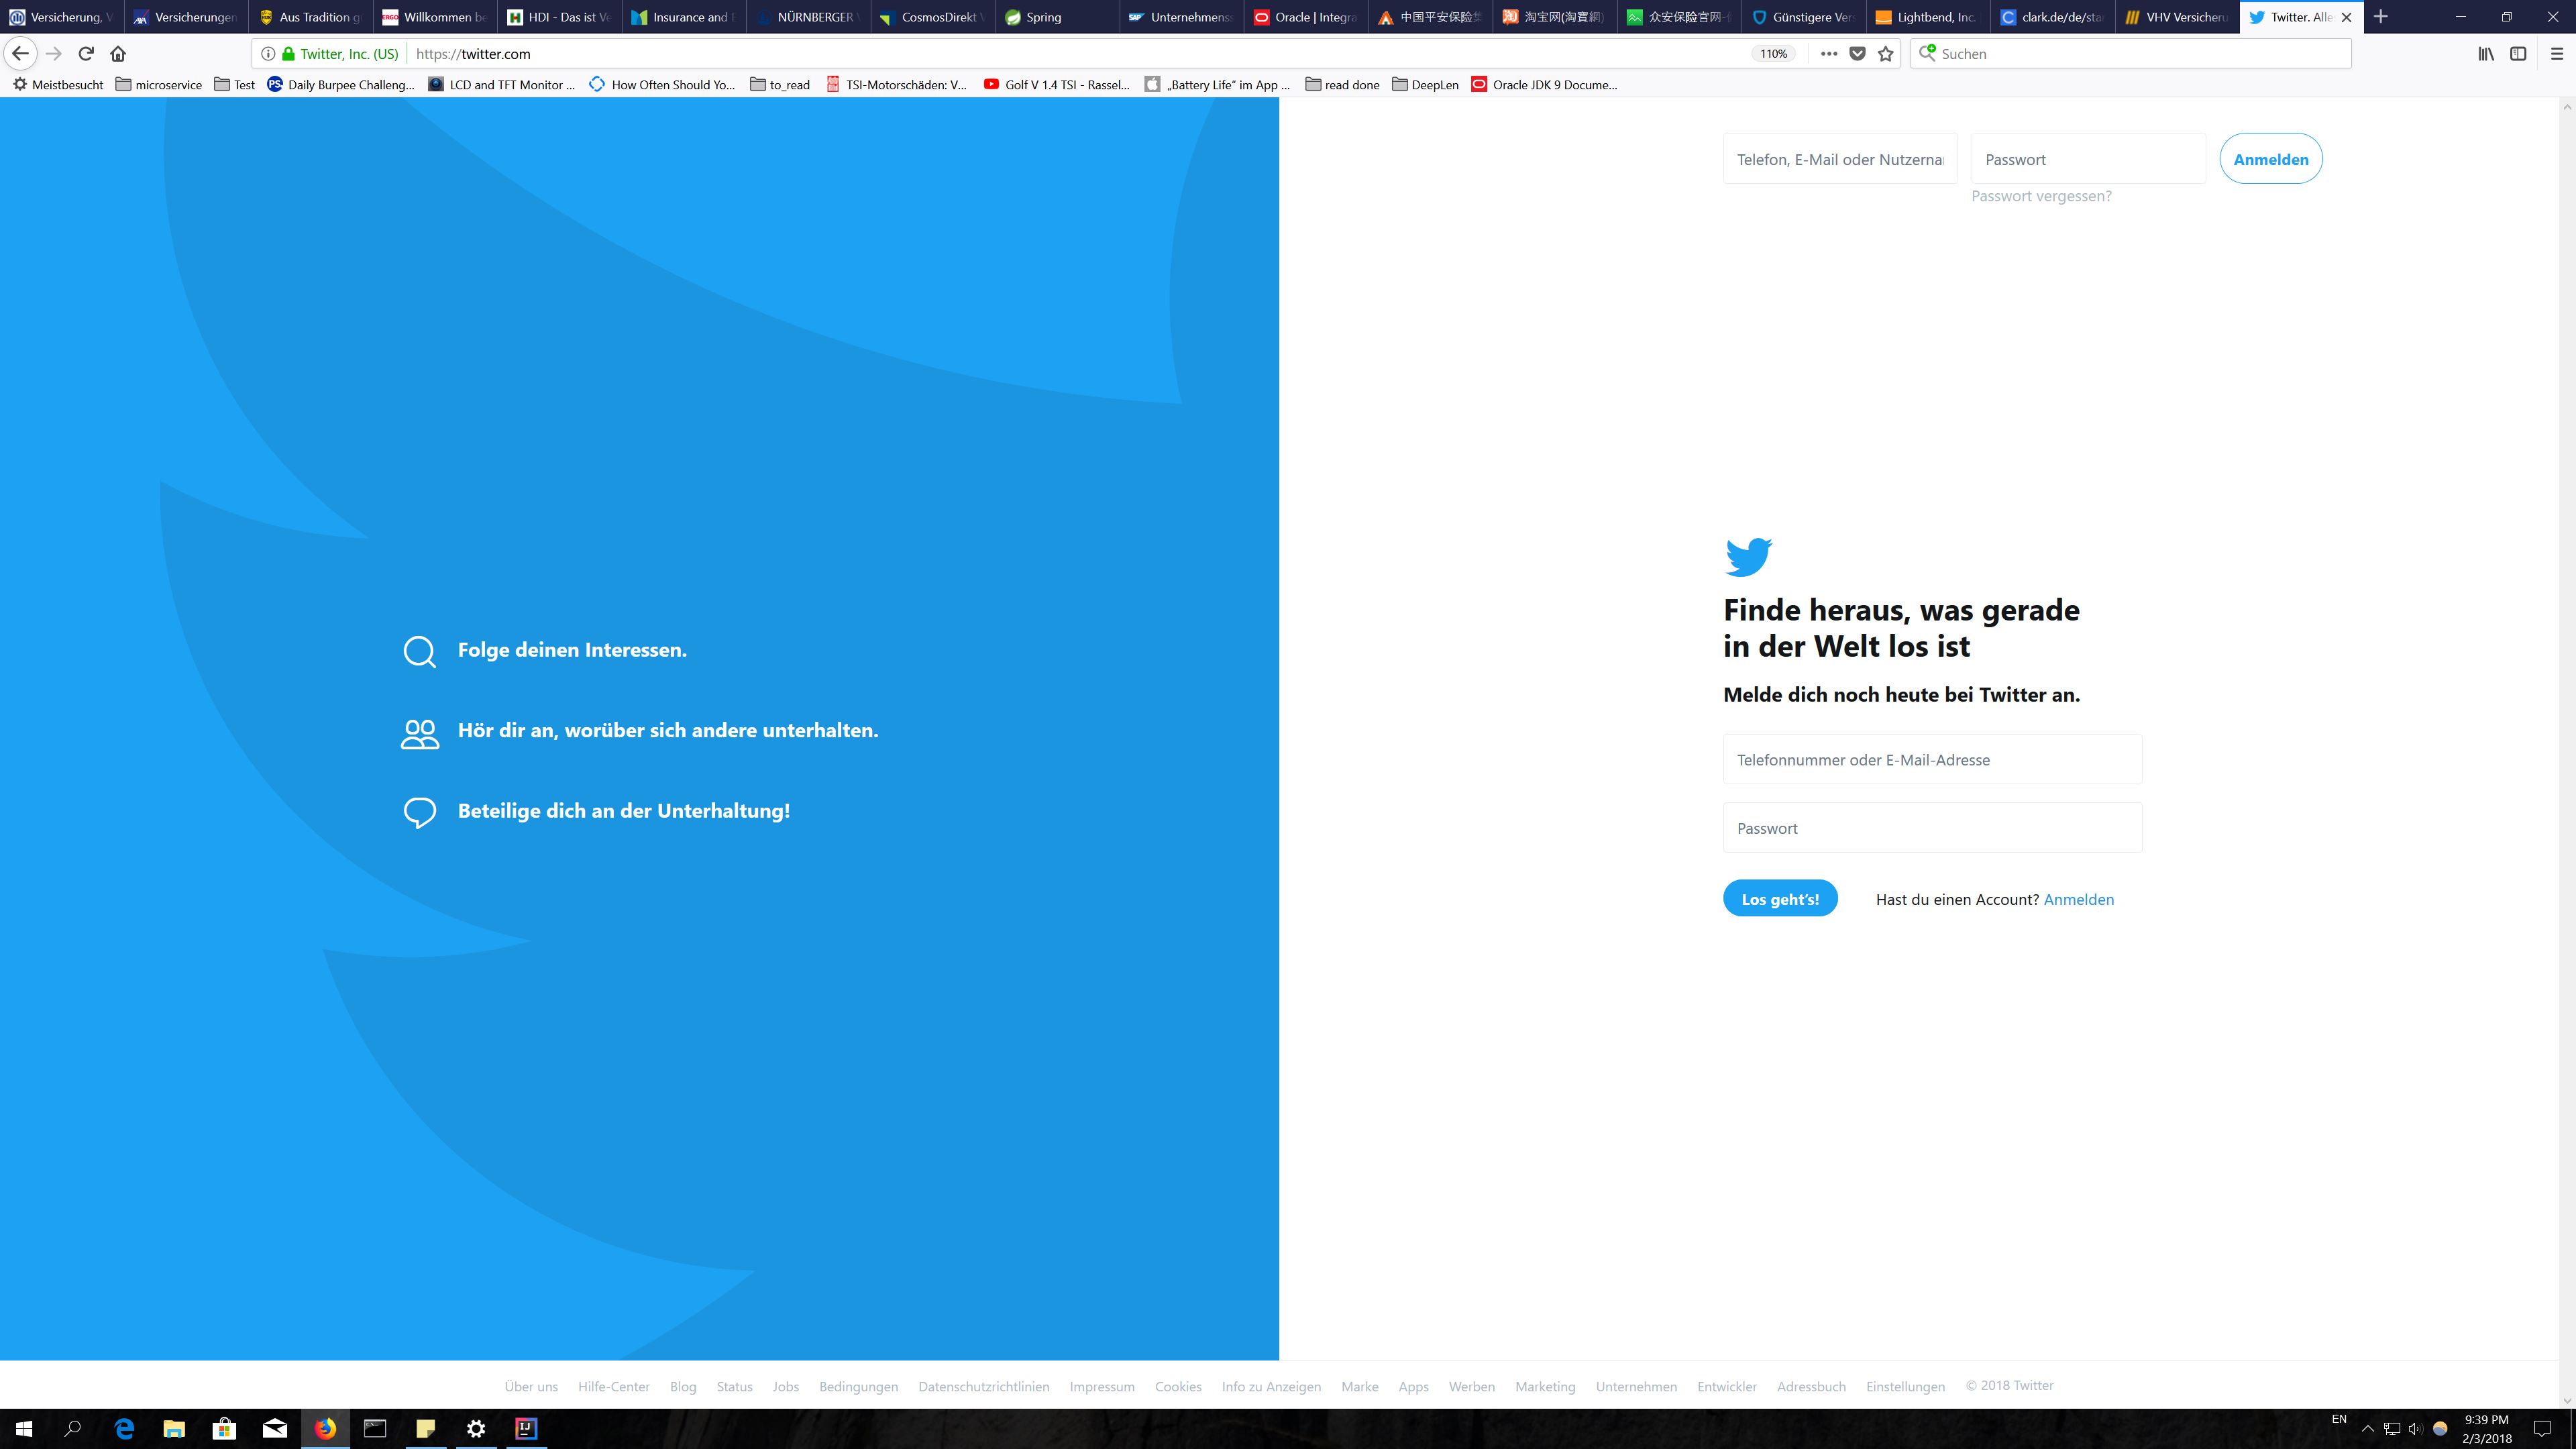 Versicherung, V
Versicherungen
Aus Tradition g
Willkommen be
HDI - Das ist Ve
Insurance and E
NÜRNBERGER V
CosmosDirekt V
Spring
Unternehmenss
Oracle | Integra
中国平安保险集
淘宝网(淘寶網)
众安保险官网-
Günstigere Vers
Lightbend, Inc.
clark.de/de/sta
VHV Versicheru
Twitter. Alle
Twitter, Inc. (US)
https://twitter.com
110%
Suchen
Meistbesucht
microservice
Test
Daily Burpee Challeng...
LCD and TFT Monitor ...
How Often Should Yo...
to_read
TSI-Motorschäden: V...
Golf V 1.4 TSI - Rassel...
„Battery Life“ im App ...
read done
DeepLen
Oracle JDK 9 Docume...
Telefon, E-Mail oder Nutzerna
Passwort
Anmelden
Passwort vergessen?
Folge deinen Interessen.
Hör dir an, worüber sich andere unterhalten.
Beteilige dich an der Unterhaltung!
Finde heraus, was gerade
in der Welt los ist
Melde dich noch heute bei Twitter an.
Telefonnummer oder E-Mail-Adresse
Passwort
Los geht's!
Hast du einen Account? Anmelden
Über uns
Hilfe-Center
Blog
Status
Jobs
Bedingungen
Datenschutzrichtlinien
Impressum
Cookies
Info zu Anzeigen
Marke
Apps
Werben
Marketing
Unternehmen
Entwickler
Adressbuch
Einstellungen
© 2018 Twitter
EN
9:39 PM
2/3/2018